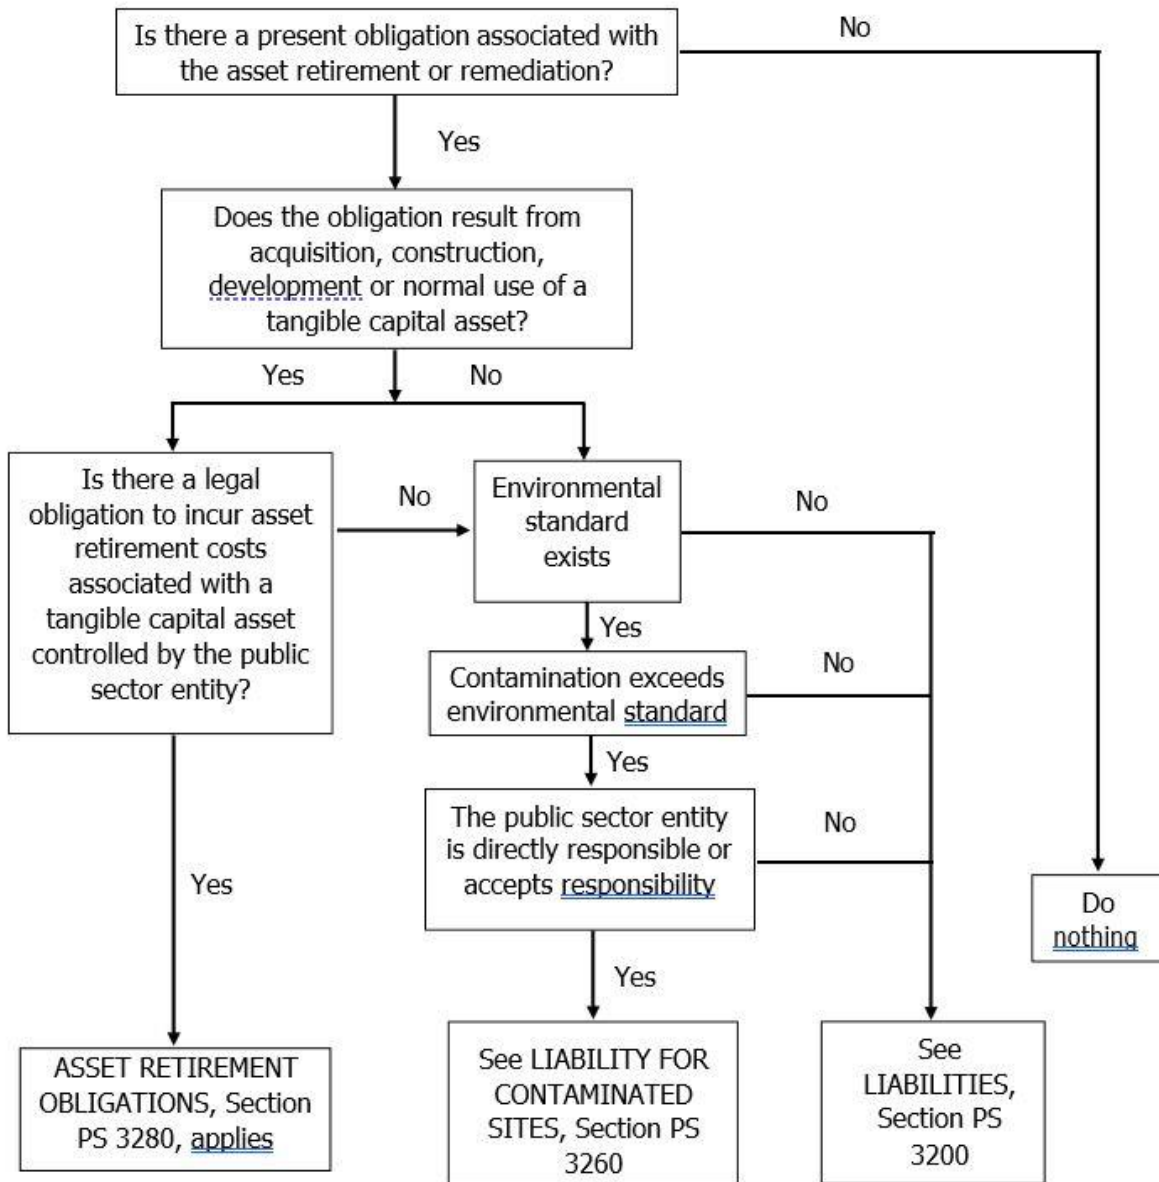 Is there a present obligation associated with
the asset retirement or remediation?
No
Yes
Does the obligation result from
acquisition, construction,
development or normal use of a
tangible capital asset?
Yes
No
Is there a legal
obligation to incur asset
retirement costs
associated with a
tangible capital asset
controlled by the public
sector entity?
No
Environmental
standard
exists
No
Yes
Contamination exceeds
environmental standard
No
Yes
The public sector entity
is directly responsible or
accepts responsibility
No
Yes
Yes
Do
nothing
ASSET RETIREMENT
OBLIGATIONS, Section
PS 3280, applies
See LIABILITY FOR
CONTAMINATED
SITES, Section PS
3260
See
LIABILITIES,
Section PS
3200